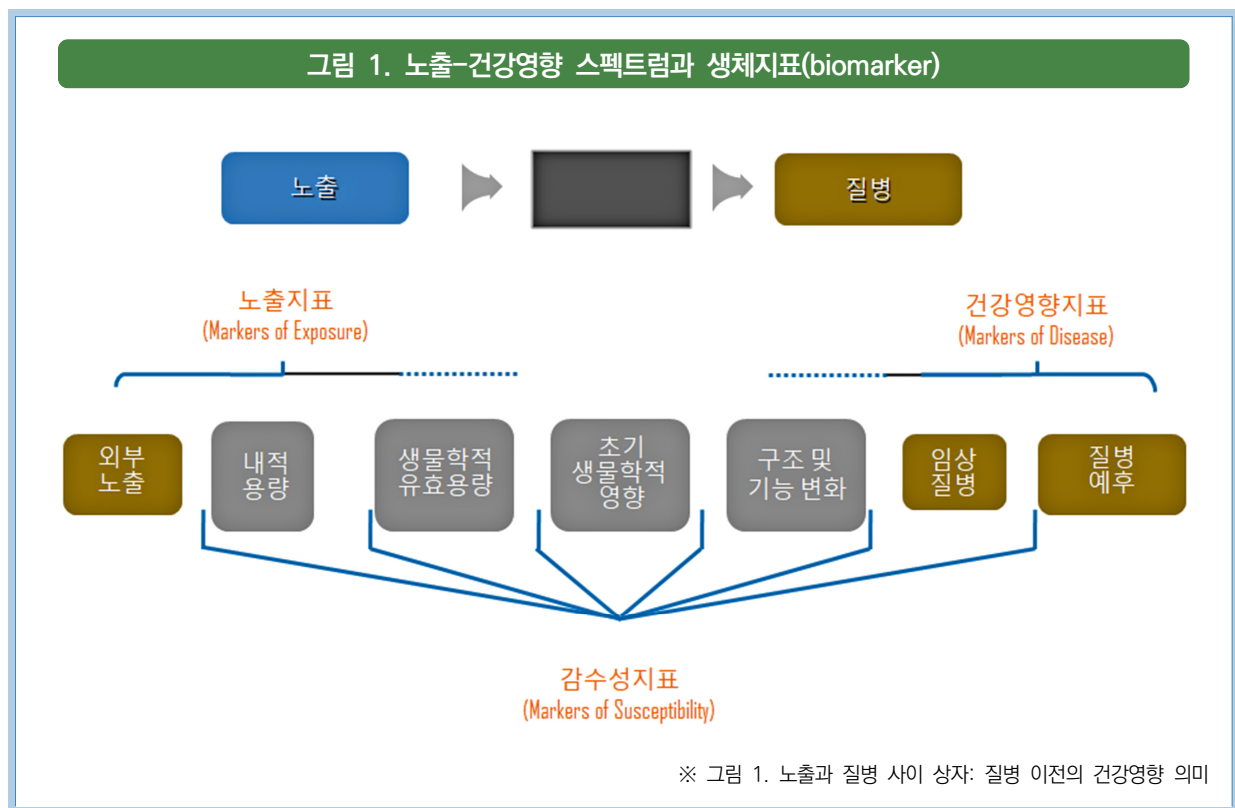 그림 1. 노출-건강영향 스펙트럼과 생체지표(biomarker)
노출
질병
노출지표
(Markers of Exposure)
건강영향지표
(Markers of Disease)
외부
노출
내적
용량
생물학적
유효용량
초기
생물학적
영향
구조 및
기능 변화
임상
질병
질병
예후
감수성지표
(Markers of Susceptibility)
※ 그림 1. 노출과 질병 사이 상자: 질병 이전의 건강영향 의미